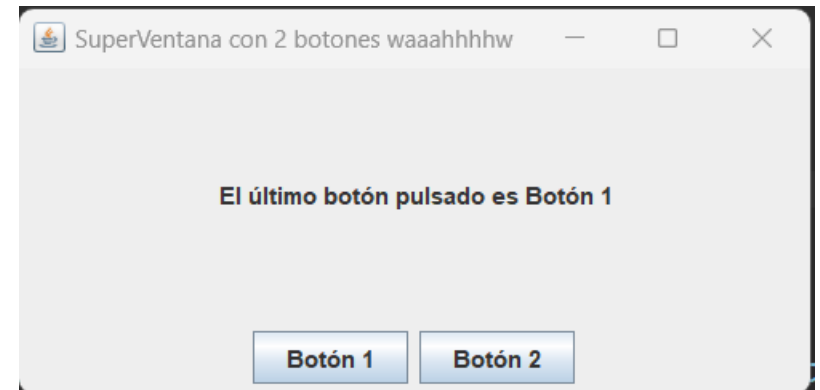 SuperVentana con 2 botones waaahhhhw
El último botón pulsado es Botón 1
Botón 1 Botón 2